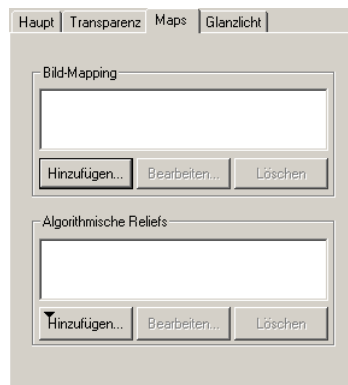 Haupt Transparenz Maps Glanzlicht
Bild-Mapping
Hinzufügen... Bearbeiten... Löschen
Algorithmische Reliefs
Hinzufügen... Bearbeiten... Löschen